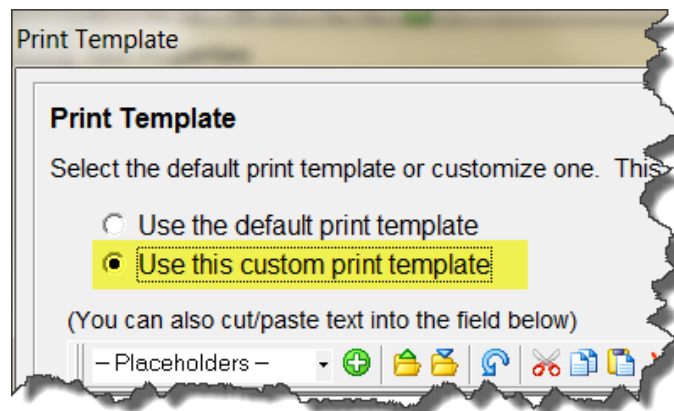 Print Template
Print Template
Select the default print template or customize one.  This
Use the default print template
Use this custom print template
(You can also cut/paste text into the field below)
– Placeholders –